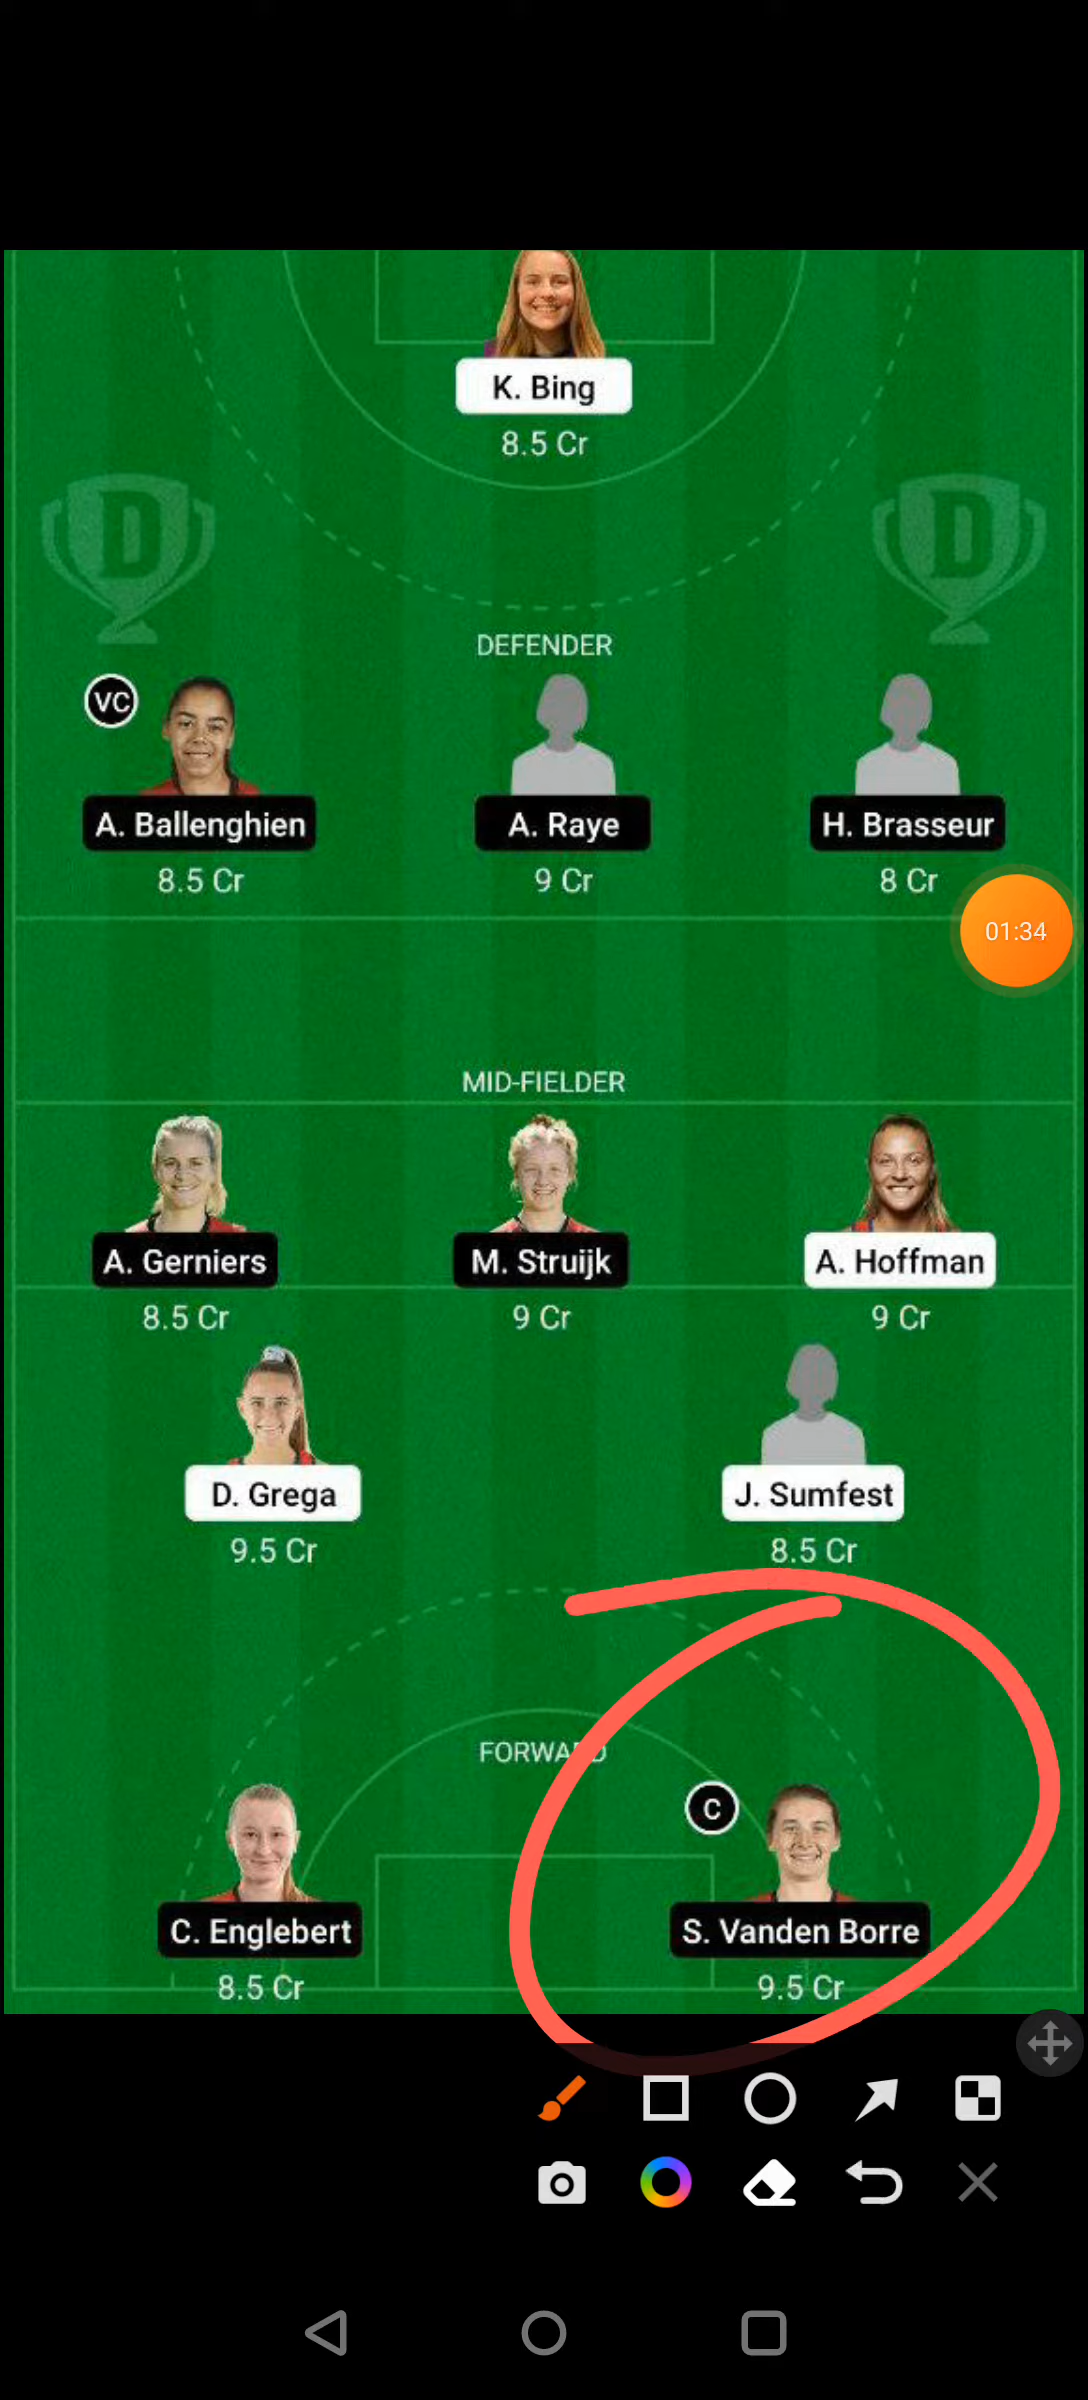 K. Bing
8.5 Cr
D
D
DEFENDER
VC
A. Ballenghien
A. Raye
H. Brasseur
8.5 Cr
9 Cr
8 Cr
01:34
MID-FIELDER
A. Gerniers
M. Struijk
A. Hoffman
8.5 Cr
9 Cr
9 Cr
D. Grega
J. Sumfest
9.5 Cr
8.5 Cr
FORWARD
C
C. Englebert
S. Vanden Borre
8.5 Cr
9.5 Cr